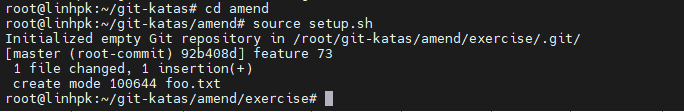 root@linhpk:~/git-katas# cd amend
root@linhpk:~/git-katas/amend# source setup.sh
Initialized empty Git repository in /root/git-katas/amend/exercise/.git/
[master (root-commit) 92b408d] feature 73
 1 file changed, 1 insertion(+)
 create mode 100644 foo.txt
root@linhpk:~/git-katas/amend/exercise#